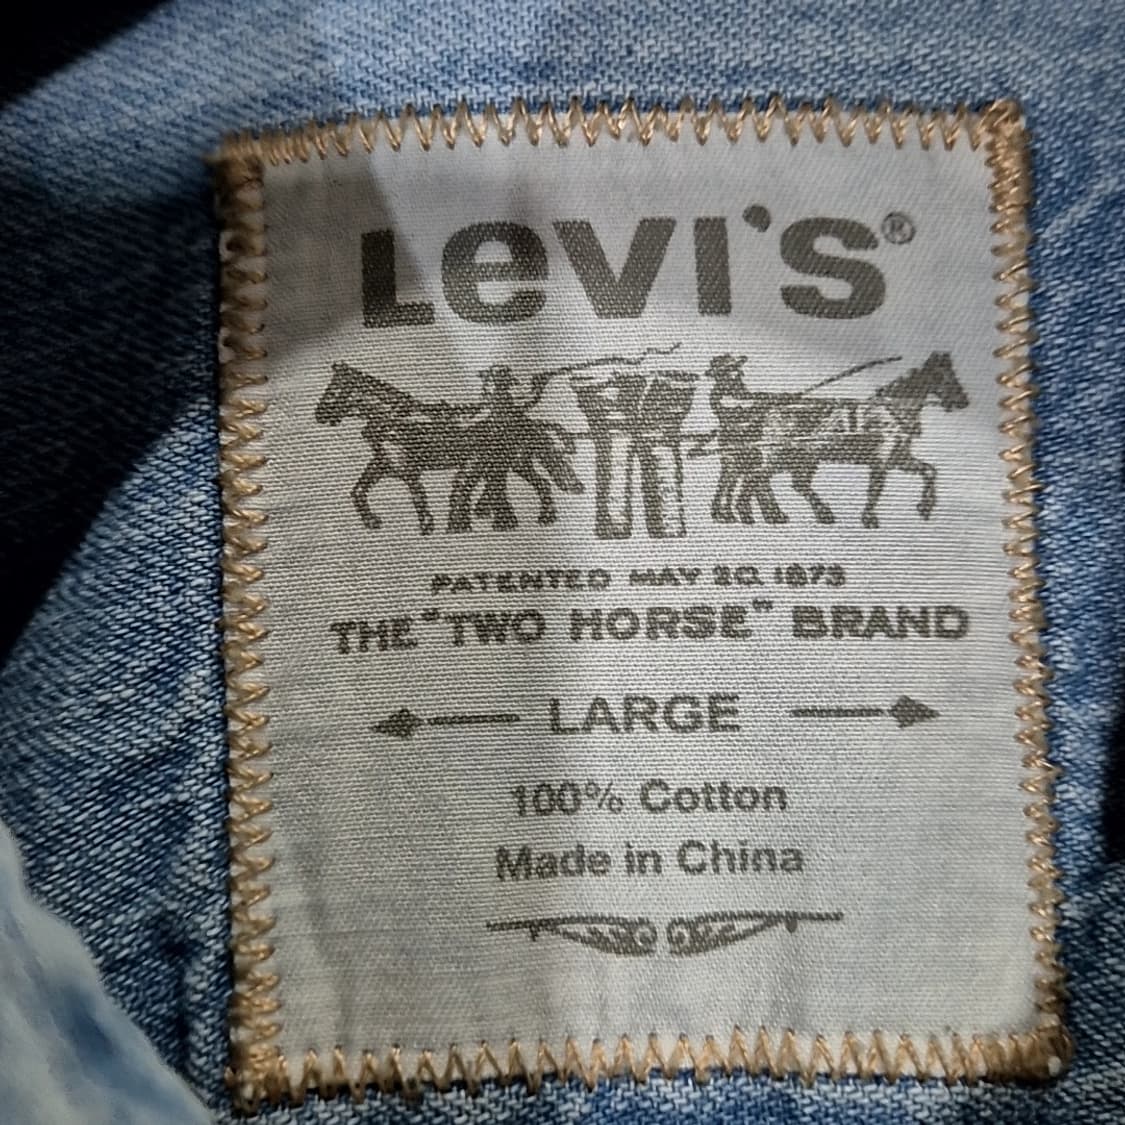 Levi's®
PATENTED MAY 20 1873
THE "TWO HORSE" BRAND
LARGE
100% Cotton
Made in China